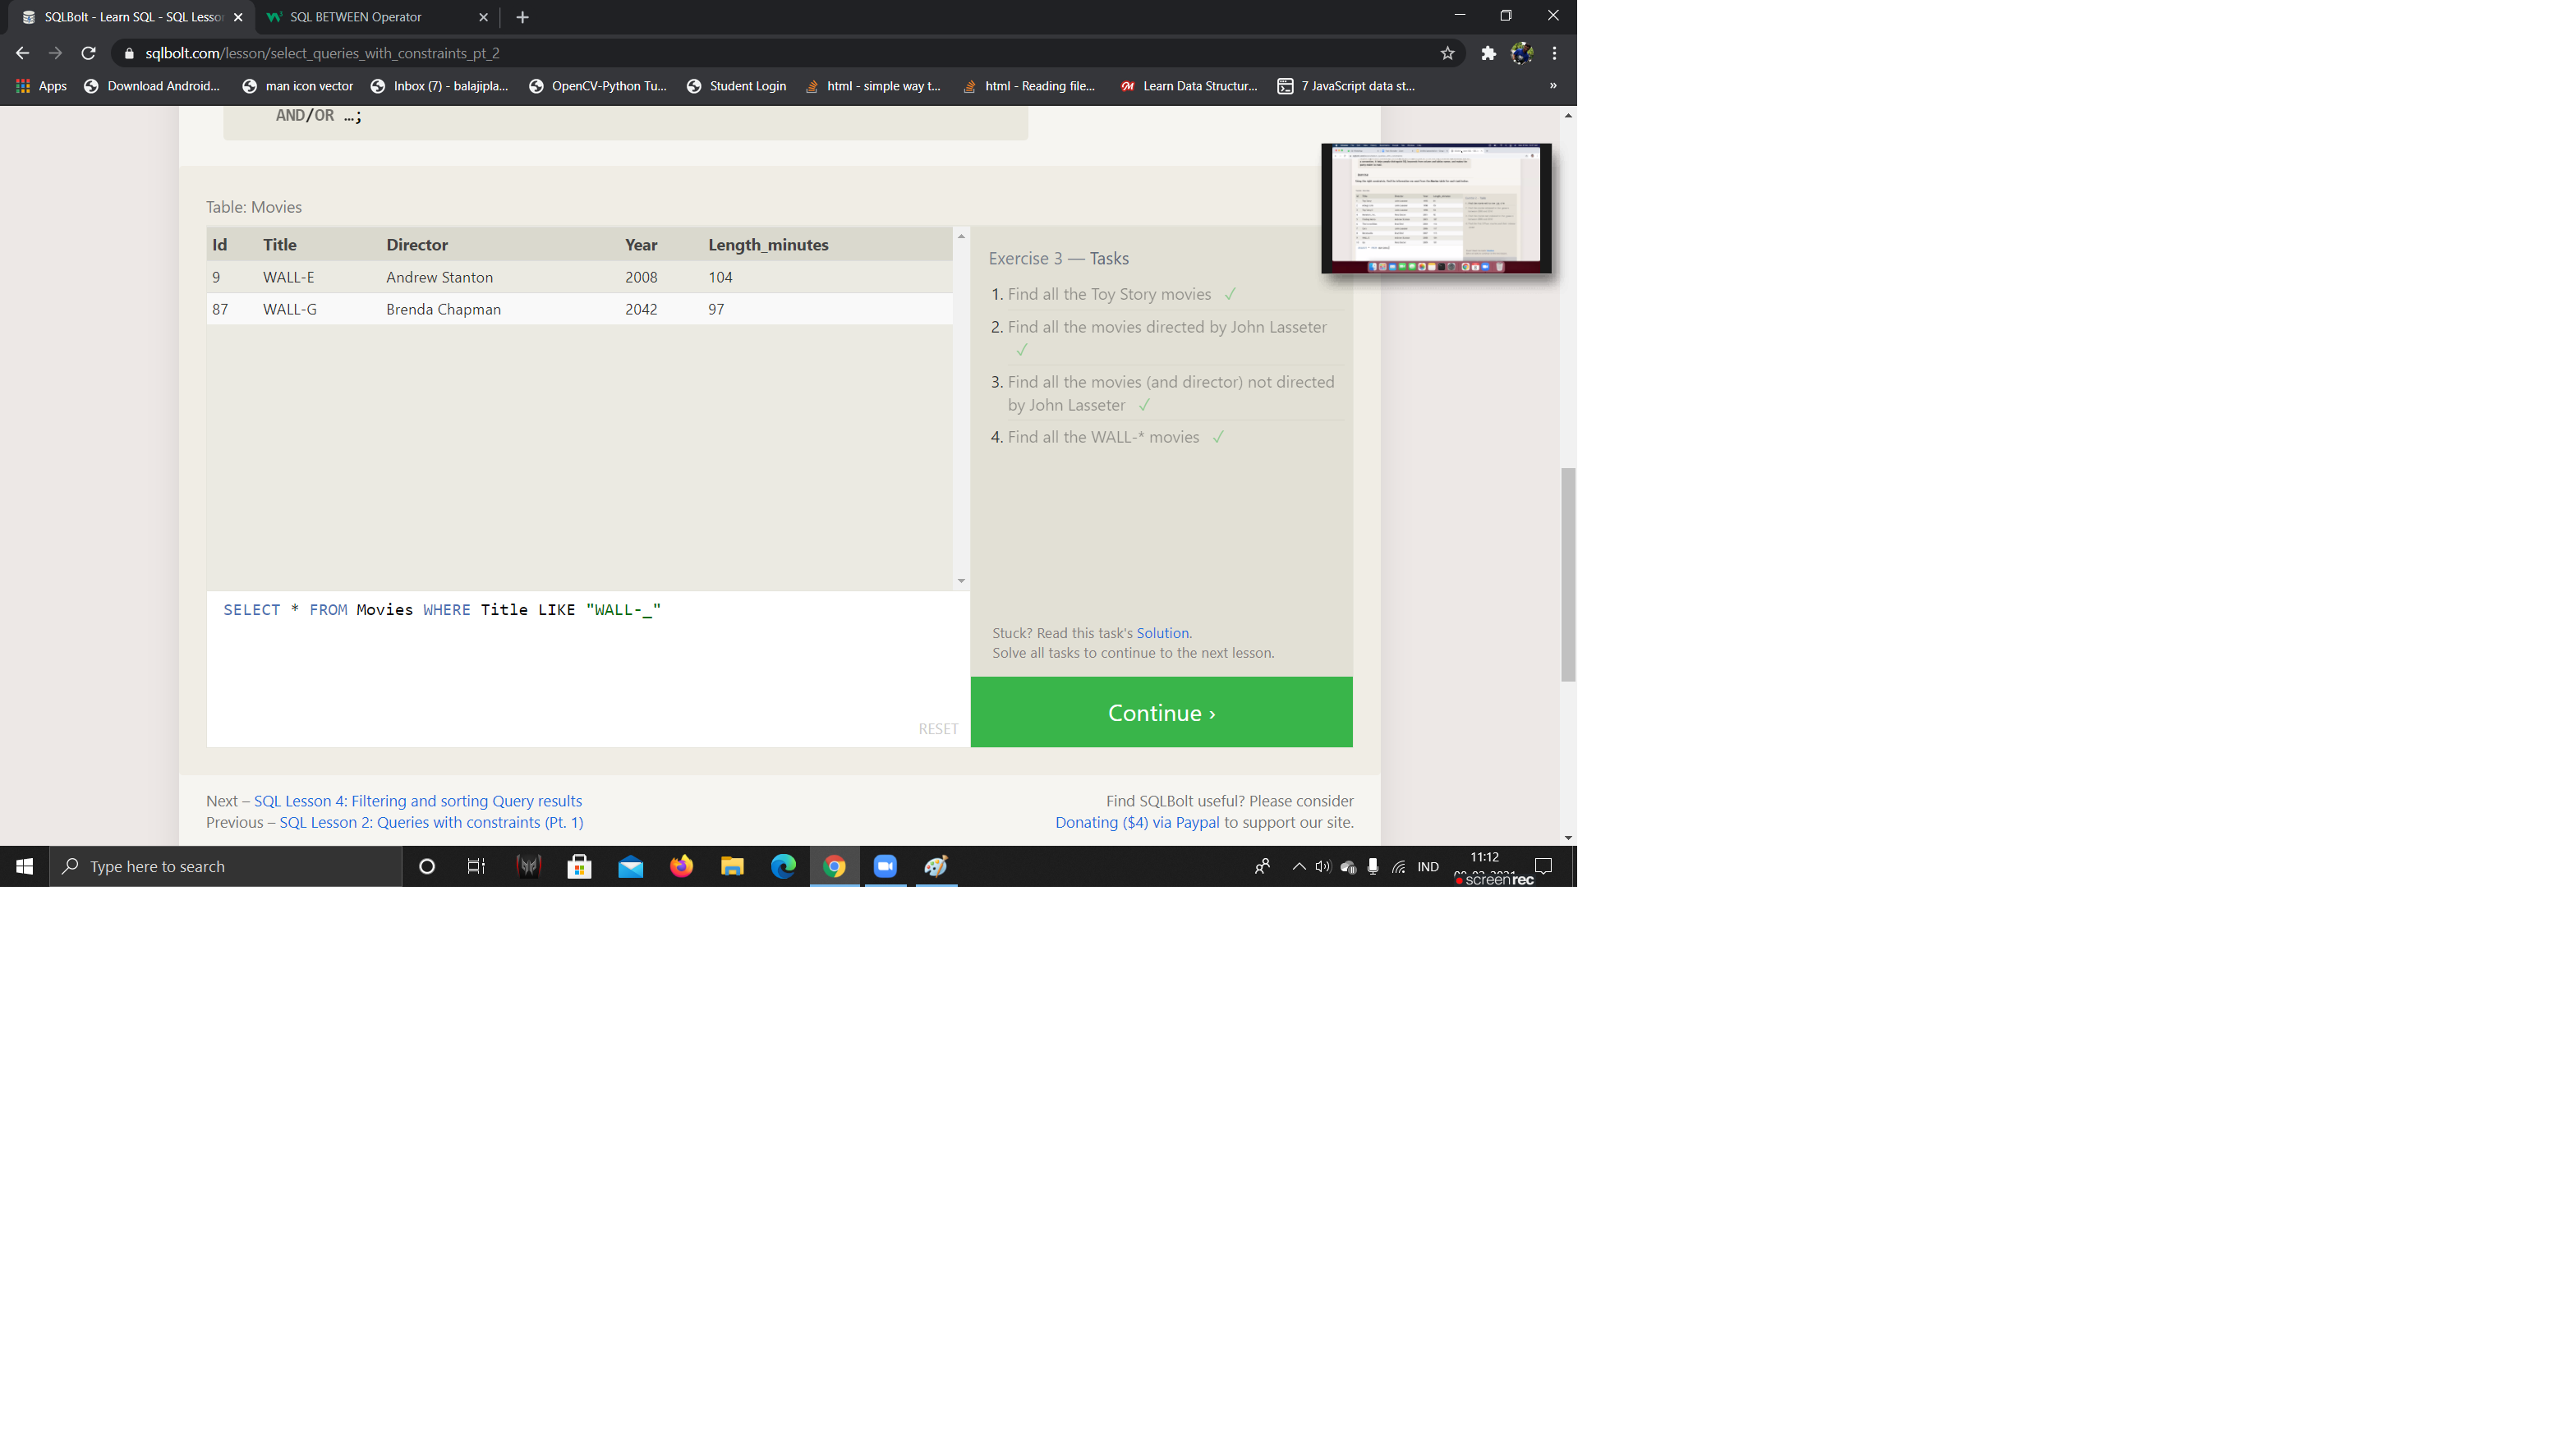 SQLBolt - Learn SQL - SQL Lesso
SQL BETWEEN Operator
sqlbolt.com/lesson/select_queries_with_constraints_pt_2
Apps
Download Android...
man icon vector
Inbox (7) - balajipla...
OpenCV-Python Tu...
Student Login
html - simple way t...
html - Reading file...
Learn Data Structur...
7 JavaScript data st...
»
AND/OR …;
Table: Movies
Id Title Director Year Length_minutes
9 WALL-E Andrew Stanton 2008 104
87 WALL-G Brenda Chapman 2042 97
SELECT * FROM Movies WHERE Title LIKE "WALL-_"
RESET
Exercise 3 — Tasks
1. Find all the Toy Story movies ✓
2. Find all the movies directed by John Lasseter
✓
3. Find all the movies (and director) not directed
by John Lasseter ✓
4. Find all the WALL-* movies ✓
Stuck? Read this task's Solution.
Solve all tasks to continue to the next lesson.
Continue ›
Next – SQL Lesson 4: Filtering and sorting Query results
Previous – SQL Lesson 2: Queries with constraints (Pt. 1)
Find SQLBolt useful? Please consider
Donating ($4) via Paypal to support our site.
Type here to search
IND
11:12
screenrec